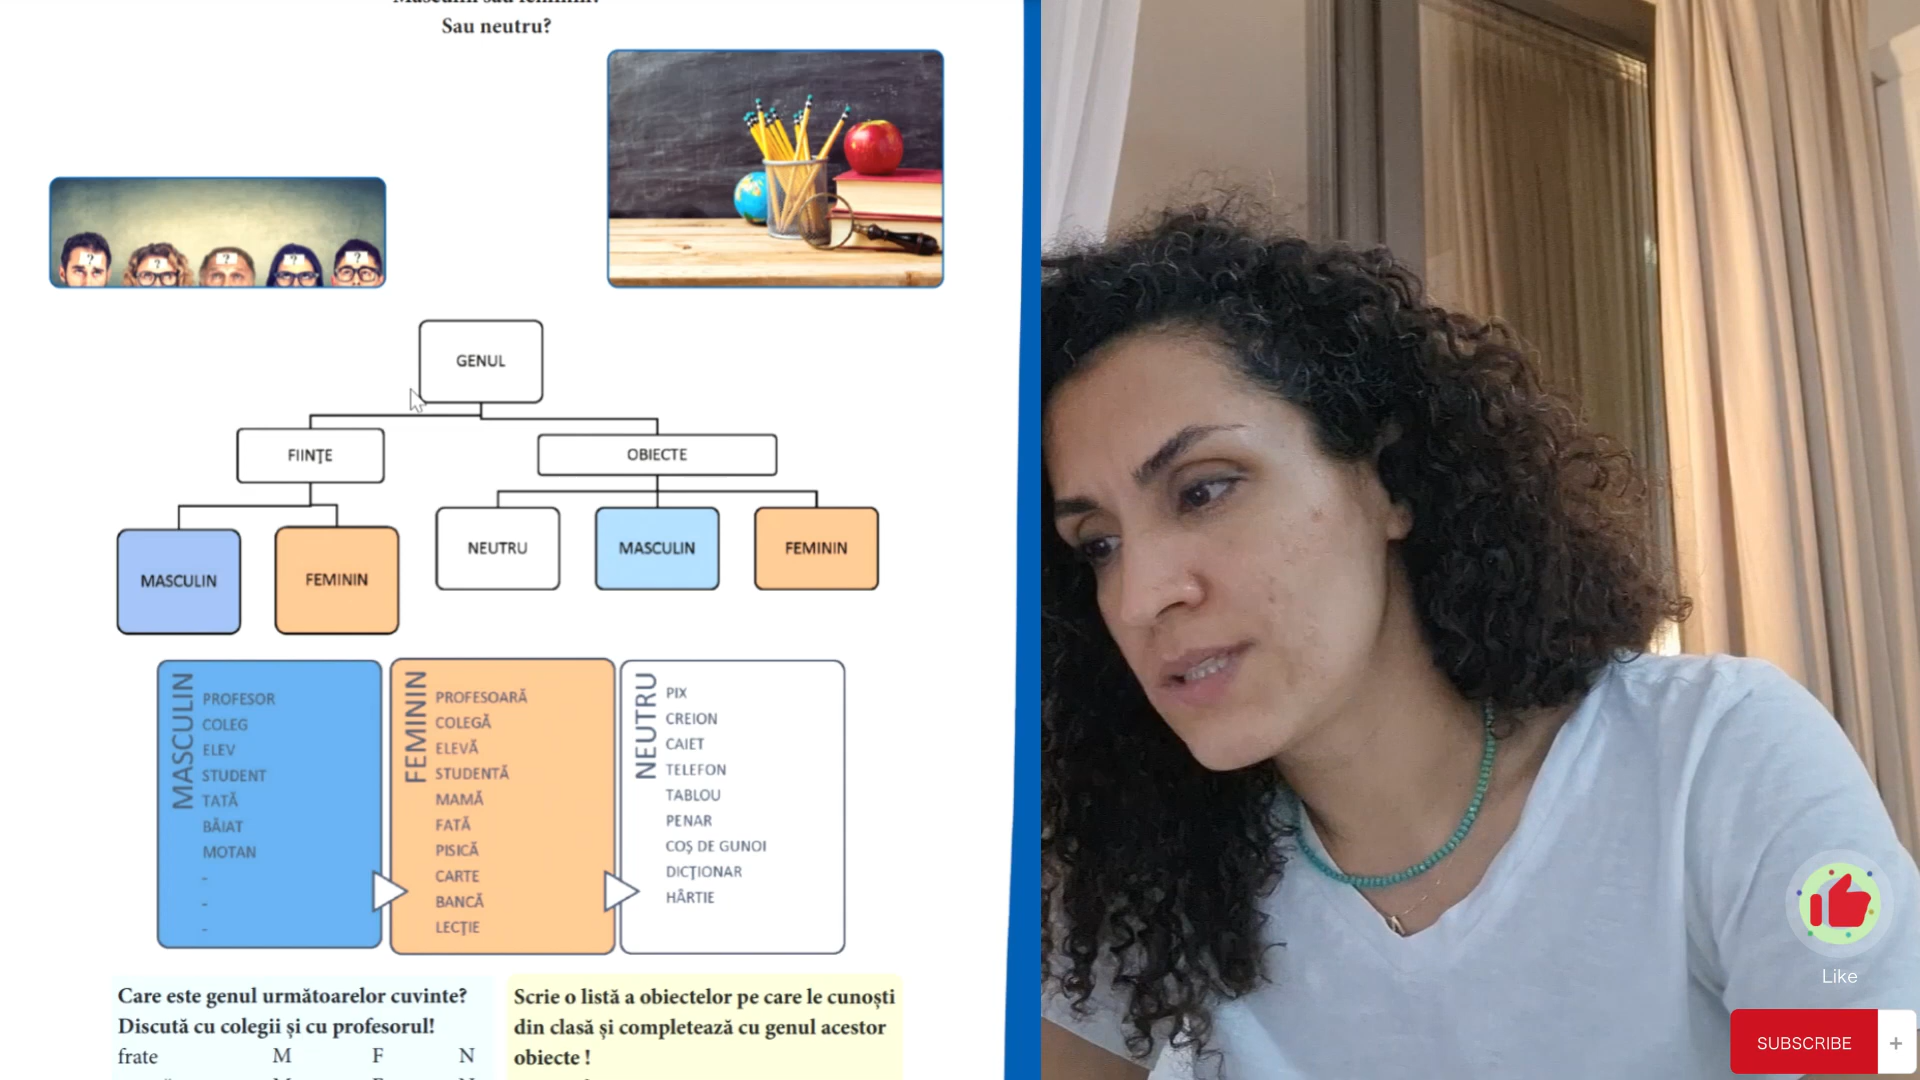 Masculin sau feminin?
Sau neutru?
?
?
?
?
?
GENUL
FIINȚE
OBIECTE
MASCULIN
FEMININ
NEUTRU
MASCULIN
FEMININ
MASCULIN
PROFESOR
COLEG
ELEV
STUDENT
TATĂ
BĂIAT
MOTAN
-
-
-
FEMININ
PROFESOARĂ
COLEGĂ
ELEVĂ
STUDENTĂ
MAMĂ
FATĂ
PISICĂ
CARTE
BANCĂ
LECȚIE
NEUTRU
PIX
CREION
CAIET
TELEFON
TABLOU
PENAR
COȘ DE GUNOI
DICȚIONAR
HÂRTIE
Care este genul următoarelor cuvinte?
Discută cu colegii și cu profesorul!
frate M F N
Scrie o listă a obiectelor pe care le cunoști
din clasă și completează cu genul acestor
obiecte !
Like
SUBSCRIBE +